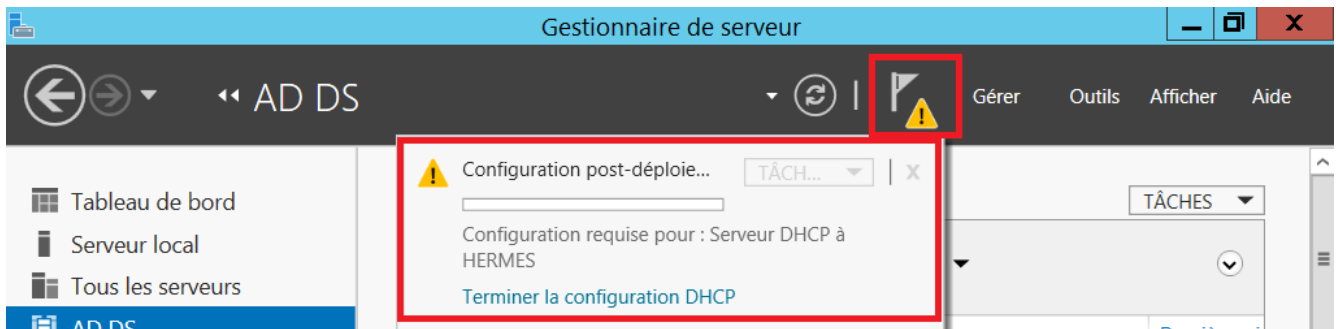 Gestionnaire de serveur
AD DS
Gérer Outils Afficher Aide
Configuration post-déploie... TÂCH...
Configuration requise pour : Serveur DHCP à
HERMES
Terminer la configuration DHCP
Tableau de bord
Serveur local
Tous les serveurs
AD DS
TÂCHES